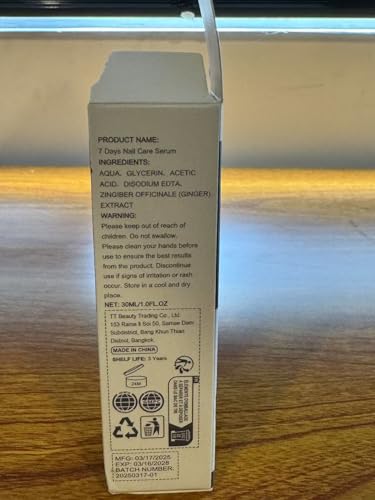 PRODUCT NAME:
7 Days Nail Care Serum
INGREDIENTS:
AQUA、GLYCERIN、ACETIC
ACID、DISODIUM EDTA、
ZINGIBER OFFICINALE (GINGER)
EXTRACT
WARNING:
Please keep out of reach of
children. Do not swallow.
Please clean your hands before
use to ensure the best results
from this product. Discontinue
use if signs of irritation or rash
occur. Store in a cool and dry
place.
NET: 30ML/1.0FL.OZ
TT Beauty Trading Co., Ltd.
153 Rama II Soi 50, Samae Dam
Subdistrict, Bang Khun Thian
District, Bangkok.
MADE IN CHINA
SHELF LIFE: 3 Years
24M
MFG: 03/17/2025
EXP: 03/16/2028
BATCH NUMBER:
20250317-01